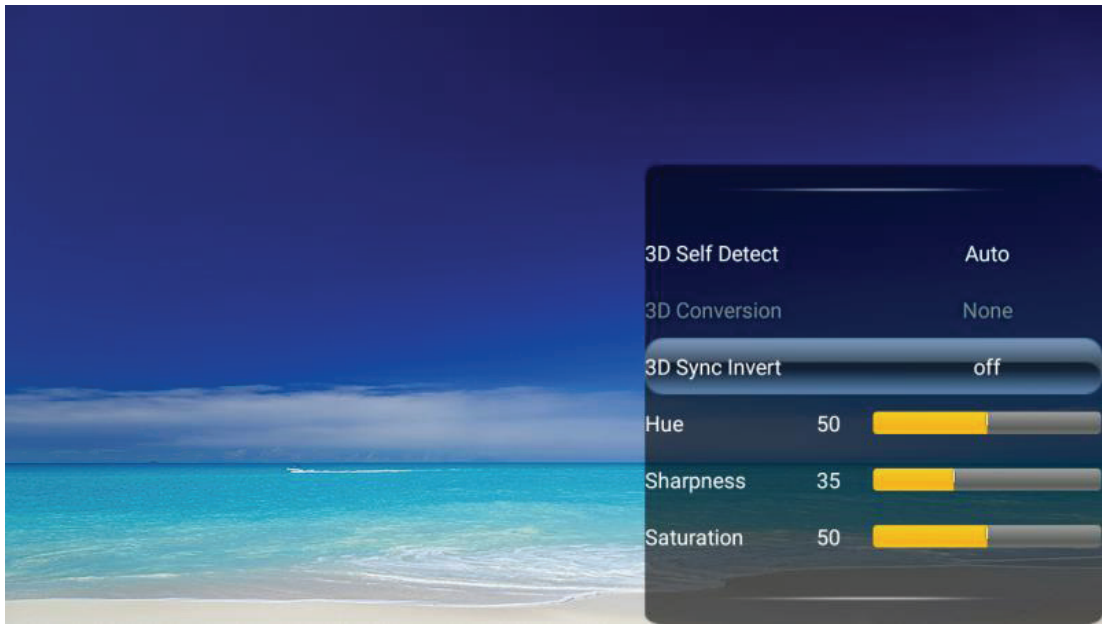 3D Self Detect Auto
3D Conversion None
3D Sync Invert off
Hue 50
Sharpness 35
Saturation 50